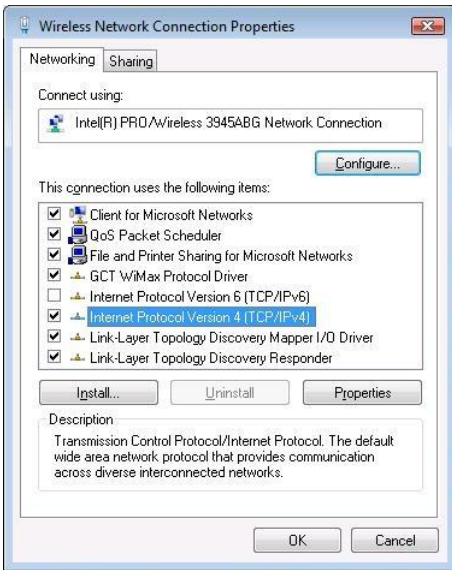 Wireless Network Connection Properties
Networking
Sharing
Connect using:
Intel(R) PRO/Wireless 3945ABG Network Connection
Configure...
This connection uses the following items:
Client for Microsoft Networks
QoS Packet Scheduler
File and Printer Sharing for Microsoft Networks
GCT WiMax Protocol Driver
Internet Protocol Version 6 (TCP/IPv6)
Internet Protocol Version 4 (TCP/IPv4)
Link-Layer Topology Discovery Mapper I/O Driver
Link-Layer Topology Discovery Responder
Install...
Uninstall
Properties
Description
Transmission Control Protocol/Internet Protocol. The default
wide area network protocol that provides communication
across diverse interconnected networks.
OK
Cancel